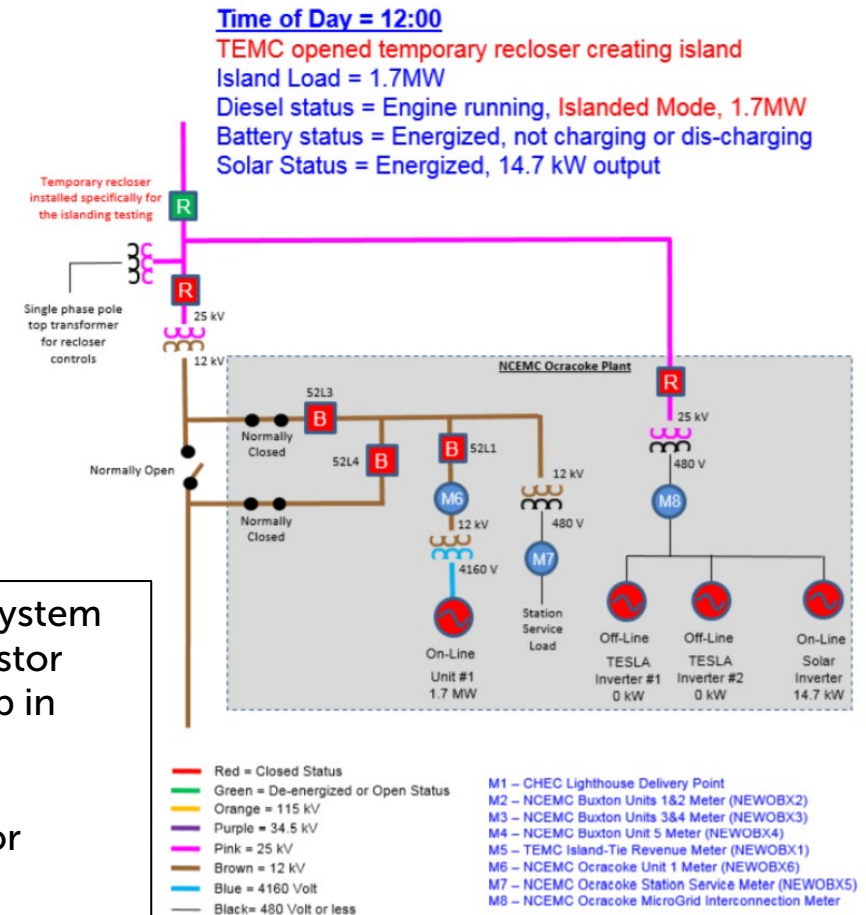 Time of Day = 12:00
TEMC opened temporary recloser creating island
Island Load = 1.7MW
Diesel status = Engine running, Islanded Mode, 1.7MW
Battery status = Energized, not charging or dis-charging
Solar Status = Energized, 14.7 kW output
Temporary recloser
installed specifically for
the islanding testing
R
Single phase pole
top transformer
for recloser
controls
R
25 kV
12 kV
NCEMC Ocracoke Plant
R
25 kV
480 V
M8
52L3
B
Normally
Closed
52L4
B
B
52L1
Normally Open
M6
12 kV
4160 V
12 kV
480 V
M7
Normally
Closed
Station
Service
Load
On-Line
Unit #1
1.7 MW
Off-Line
TESLA
Inverter #1
0 kW
Off-Line
TESLA
Inverter #2
0 kW
On-Line
Solar
Inverter
14.7 kW
ystem
stor
o in
or
Red = Closed Status
Green = De-energized or Open Status
Orange = 115 kV
Purple = 34.5 kV
Pink = 25 kV
Brown = 12 kV
Blue = 4160 Volt
Black= 480 Volt or less
M1 – CHEC Lighthouse Delivery Point
M2 – NCEMC Buxton Units 1&2 Meter (NEWOBX2)
M3 – NCEMC Buxton Units 3&4 Meter (NEWOBX3)
M4 – NCEMC Buxton Unit 5 Meter (NEWOBX4)
M5 – TEMC Island-Tie Revenue Meter (NEWOBX1)
M6 – NCEMC Ocracoke Unit 1 Meter (NEWOBX6)
M7 – NCEMC Ocracoke Station Service Meter (NEWOBX5)
M8 – NCEMC Ocracoke MicroGrid Interconnection Meter